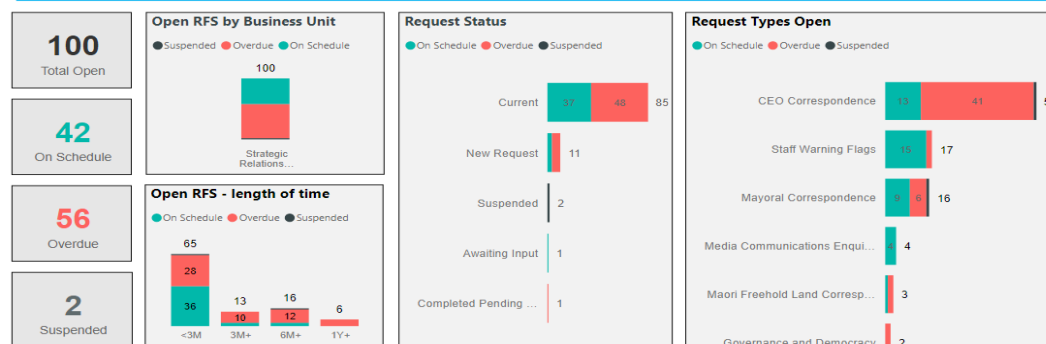 100
Total Open
42
On Schedule
56
Overdue
2
Suspended
Open RFS by Business Unit
Suspended Overdue On Schedule
100
Strategic
Relations...
Open RFS - length of time
On Schedule Overdue Suspended
65
28
36
13
10
16
12
6
<3M 3M+ 6M+ 1Y+
Request Status
On Schedule Overdue Suspended
Current 37 48 85
New Request 11
Suspended 2
Awaiting Input 1
Completed Pending ... 1
Request Types Open
On Schedule Overdue Suspended
CEO Correspondence 13 41
Staff Warning Flags 15 17
Mayoral Correspondence 9 6 16
Media Communications Enqui... 4 4
Maori Freehold Land Corresp... 3
Governance and Democracy 2